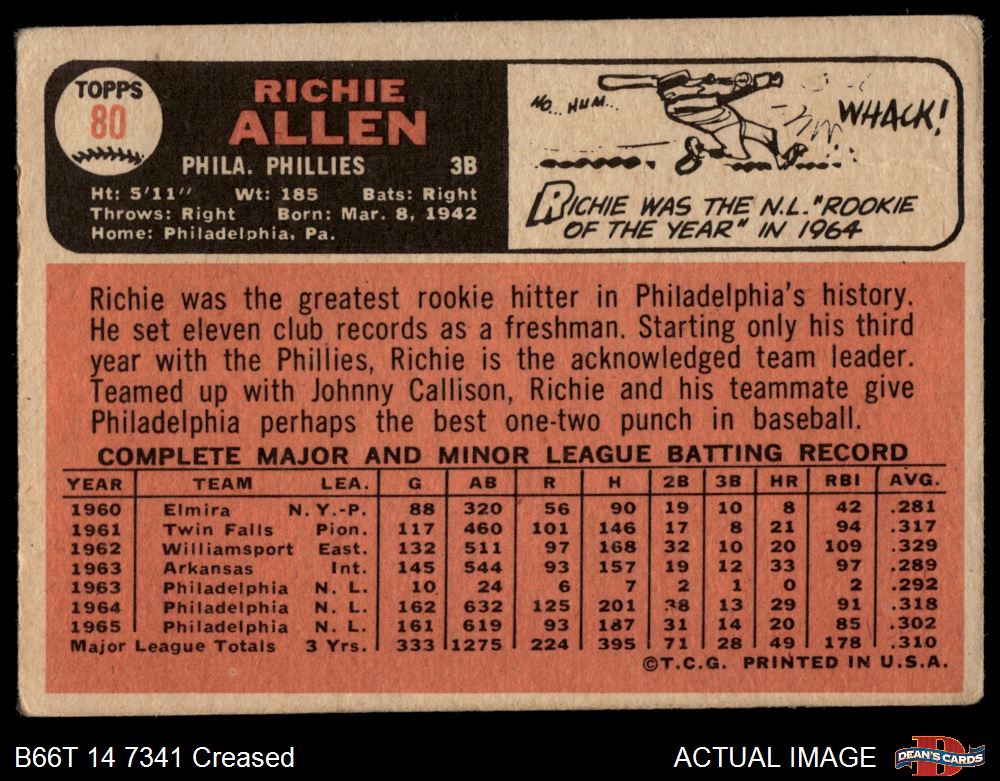 TOPPS
80
RICHIE
ALLEN
PHILA. PHILLIES 3B
Ht: 5'11" Wt: 185 Bats: Right
Throws: Right Born: Mar. 8, 1942
Home: Philadelphia, Pa.
HO... HUM...
WHACK!
RICHIE WAS THE N.L. "ROOKIE
OF THE YEAR" IN 1964
Richie was the greatest rookie hitter in Philadelphia's history.
He set eleven club records as a freshman. Starting only his third
year with the Phillies, Richie is the acknowledged team leader.
Teamed up with Johnny Callison, Richie and his teammate give
Philadelphia perhaps the best one-two punch in baseball.
COMPLETE MAJOR AND MINOR LEAGUE BATTING RECORD
YEAR TEAM LEA. G AB R H 2B 3B HR RBI AVG.
1960 Elmira N.Y.-P. 88 320 56 90 19 10 8 42 .281
1961 Twin Falls Pion. 117 460 101 146 17 8 21 94 .317
1962 Williamsport East. 132 511 97 168 32 10 20 109 .329
1963 Arkansas Int. 145 544 93 157 19 12 33 97 .289
1963 Philadelphia N. L. 10 24 6 7 2 1 0 2 .292
1964 Philadelphia N. L. 162 632 125 201 38 13 29 91 .318
1965 Philadelphia N. L. 161 619 93 187 31 14 20 85 .302
Major League Totals 3 Yrs. 333 1275 224 395 71 28 49 178 .310
©T.C.G. PRINTED IN U.S.A.
B66T 14 7341 Creased
ACTUAL IMAGE
D
DEAN'S CARDS